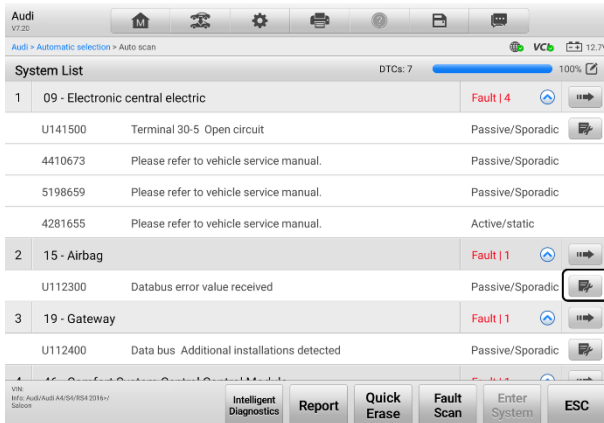 Audi
V7.20
M
?
Audi > Automatic selection > Auto scan
VCI
12.7V
System List DTCs: 7 100%
1 09 - Electronic central electric Fault | 4
U141500 Terminal 30-5 Open circuit Passive/Sporadic
4410673 Please refer to vehicle service manual. Passive/Sporadic
5198659 Please refer to vehicle service manual. Passive/Sporadic
4281655 Please refer to vehicle service manual. Active/static
2 15 - Airbag Fault | 1
U112300 Databus error value received Passive/Sporadic
3 19 - Gateway Fault | 1
U112400 Data bus Additional installations detected Passive/Sporadic
VIN:
Info: Audi/Audi A4/S4/RS4 2016>/
Saloon
Intelligent
Diagnostics
Report
Quick
Erase
Fault
Scan
Enter
System
ESC